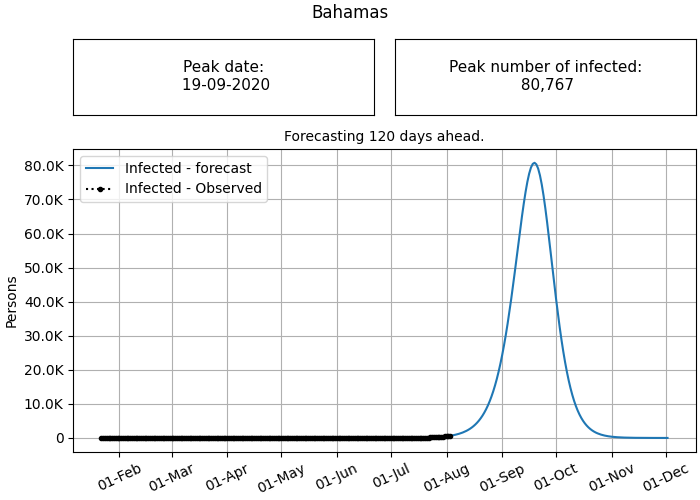 Bahamas
Peak date:
19-09-2020
Peak number of infected:
80,767
Forecasting 120 days ahead.
Infected - forecast
Infected - Observed
Persons
80.0K
70.0K
60.0K
50.0K
40.0K
30.0K
20.0K
10.0K
0
01-Feb
01-Mar
01-Apr
01-May
01-Jun
01-Jul
01-Aug
01-Sep
01-Oct
01-Nov
01-Dec